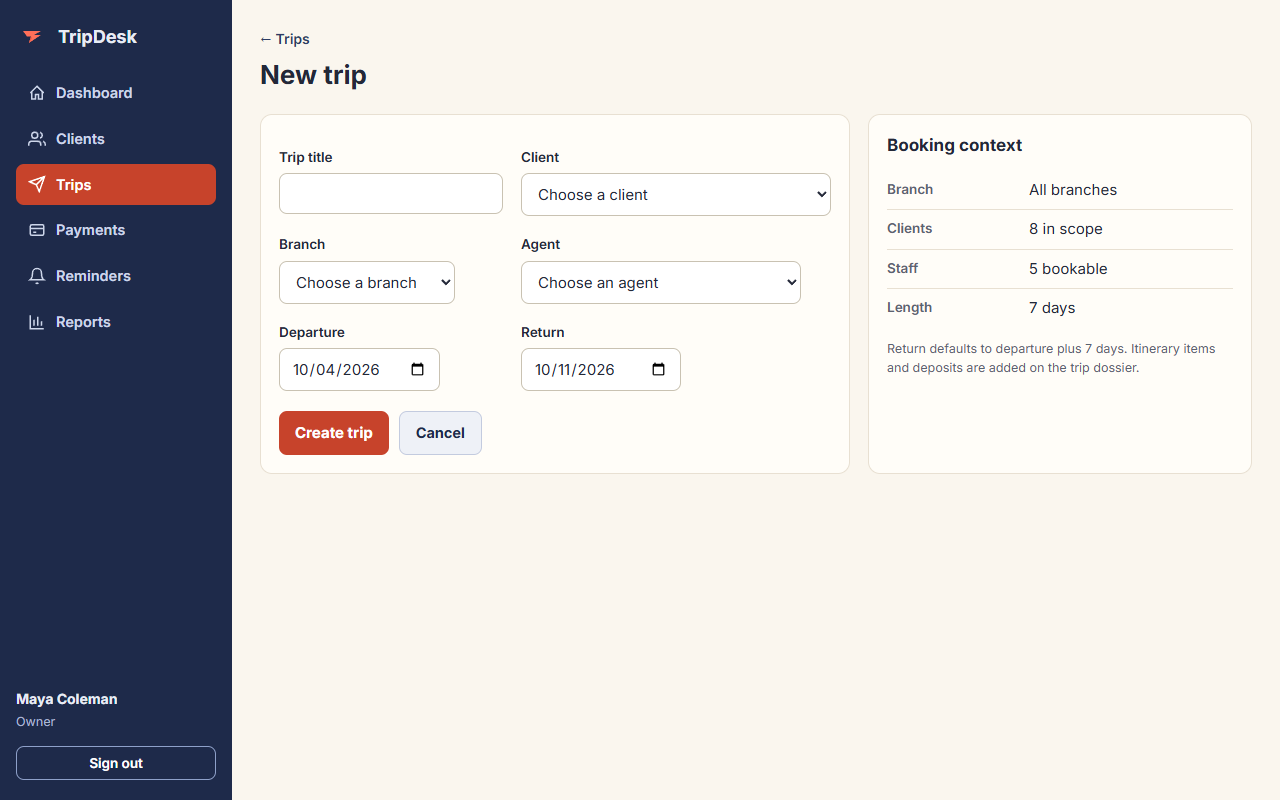 TripDesk
Dashboard
Clients
Trips
Payments
Reminders
Reports
Maya Coleman
Owner
Sign out
← Trips
New trip
Trip title
Client
Choose a client
Branch
Agent
Choose a branch
Choose an agent
Departure
Return
10/04/2026
10/11/2026
Create trip
Cancel
Booking context
Branch All branches
Clients 8 in scope
Staff 5 bookable
Length 7 days
Return defaults to departure plus 7 days. Itinerary items
and deposits are added on the trip dossier.